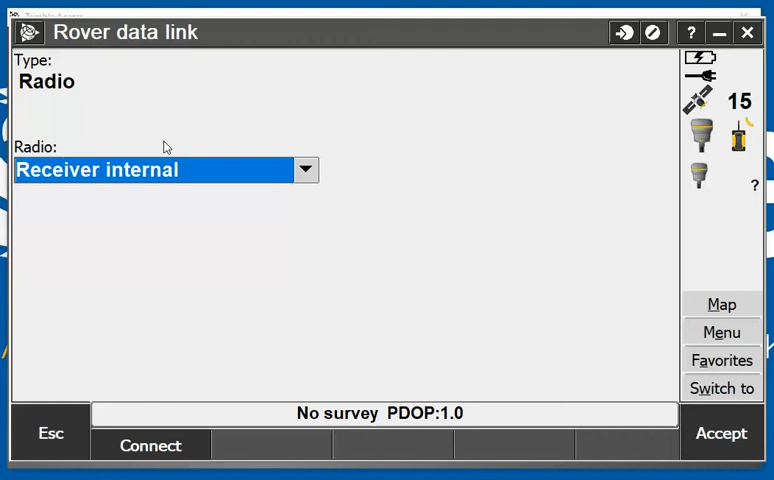 Rover data link
?
Type:
Radio
15
Radio:
Receiver internal
?
Map
Menu
Favorites
Switch to
No survey PDOP:1.0
Esc
Accept
Connect